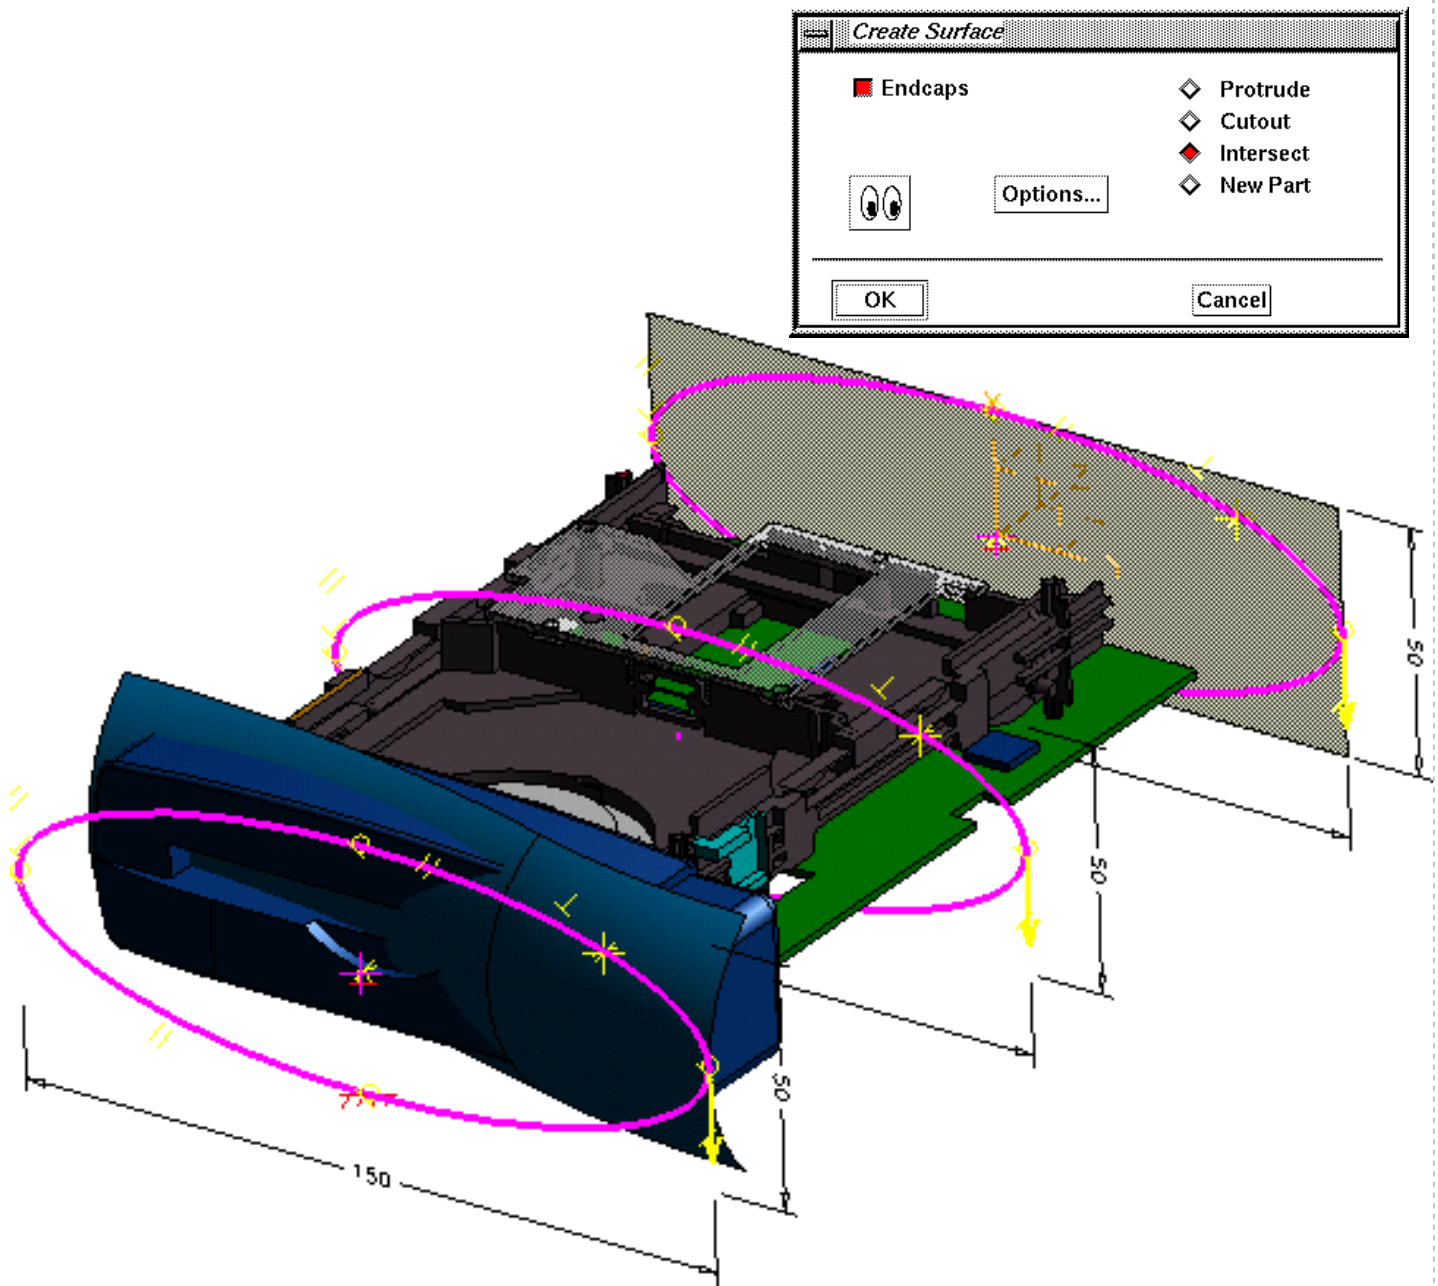 Create Surface
Endcaps
Protrude
Cutout
Intersect
New Part
Options...
OK
Cancel
50
50
50
150